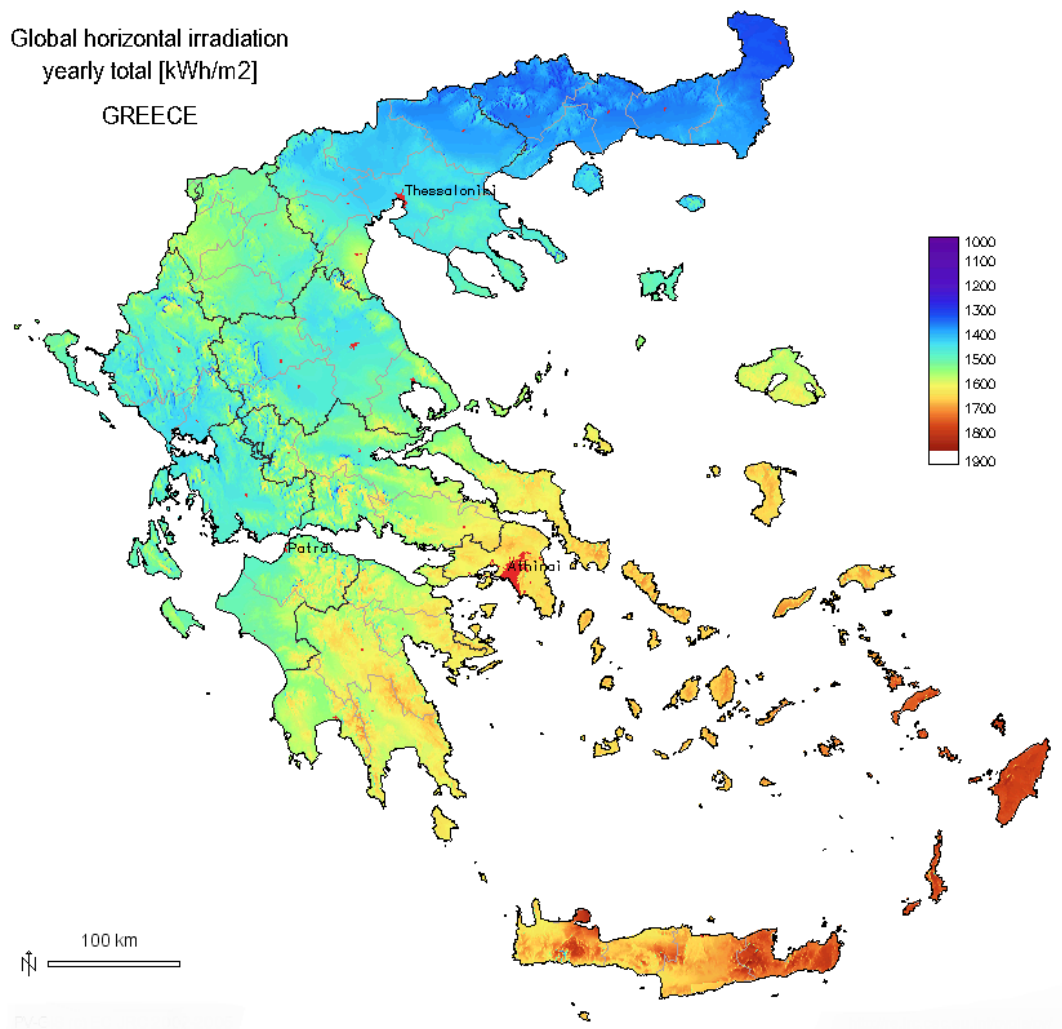 Global horizontal irradiation
yearly total [kWh/m2]
GREECE
Thessaloniki
1000
1100
1200
1300
1400
1500
1600
1700
1800
1900
Patrai
Athinai
100 km
N
PV-G